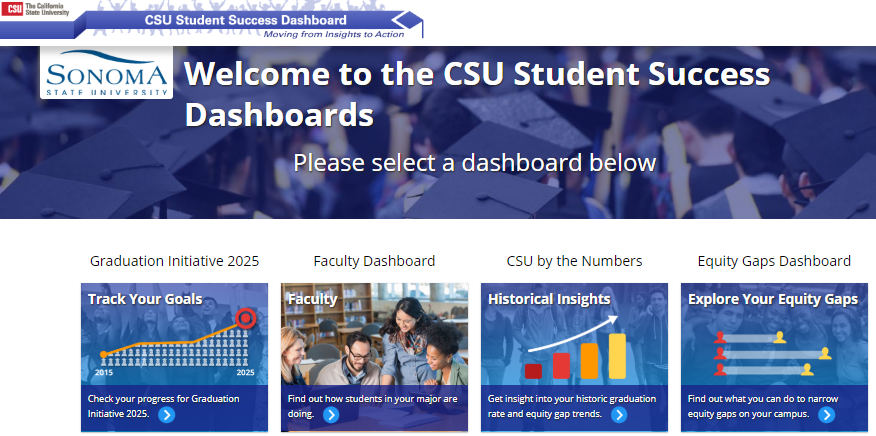 CSU The California
State University
CSU Student Success Dashboard
Moving from Insights to Action
SONOMA
STATE UNIVERSITY
Welcome to the CSU Student Success
Dashboards
Please select a dashboard below
Graduation Initiative 2025
Faculty Dashboard
CSU by the Numbers
Equity Gaps Dashboard
Track Your Goals
2015
2025
Check your progress for Graduation
Initiative 2025.
Faculty
Find out how students in your major are
doing.
Historical Insights
Get insight into your historic graduation
rate and equity gap trends.
Explore Your Equity Gaps
Find out what you can do to narrow
equity gaps on your campus.